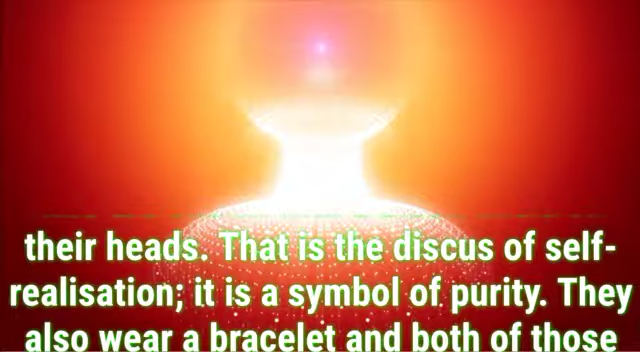 their heads. That is the discus of self-
realisation; it is a symbol of purity. They
also wear a bracelet and both of those